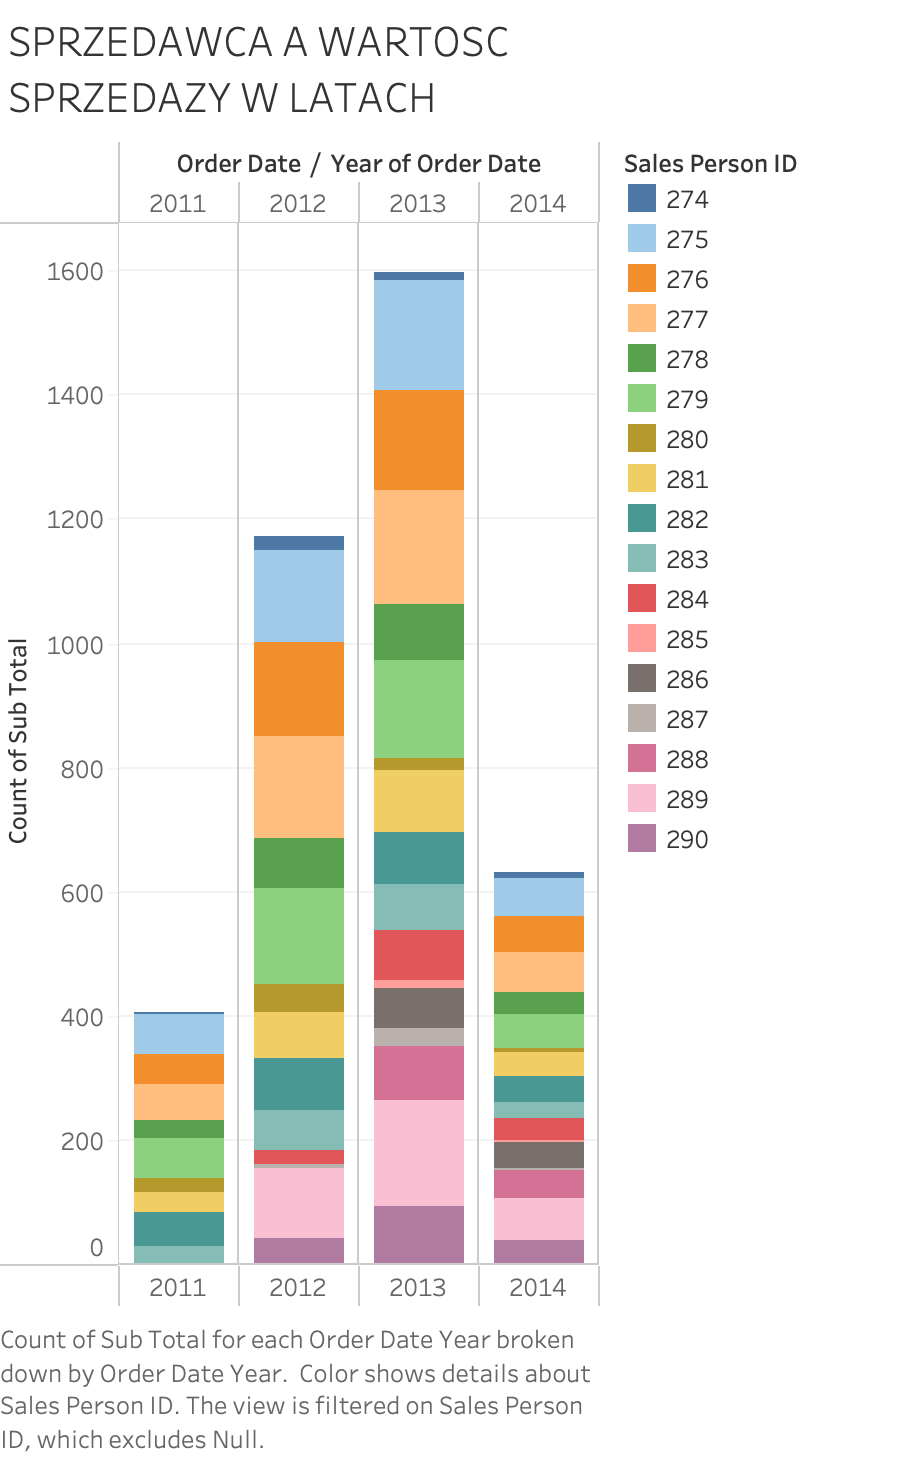 SPRZEDAWCA A WARTOSC
SPRZEDAZY W LATACH
Order Date / Year of Order Date
2011 2012 2013 2014
Sales Person ID
274
275
276
277
278
279
280
281
282
283
284
285
286
287
288
289
290
1600
1400
1200
1000
800
600
400
200
0
Count of Sub Total
2011 2012 2013 2014
Count of Sub Total for each Order Date Year broken
down by Order Date Year. Color shows details about
Sales Person ID. The view is filtered on Sales Person
ID, which excludes Null.